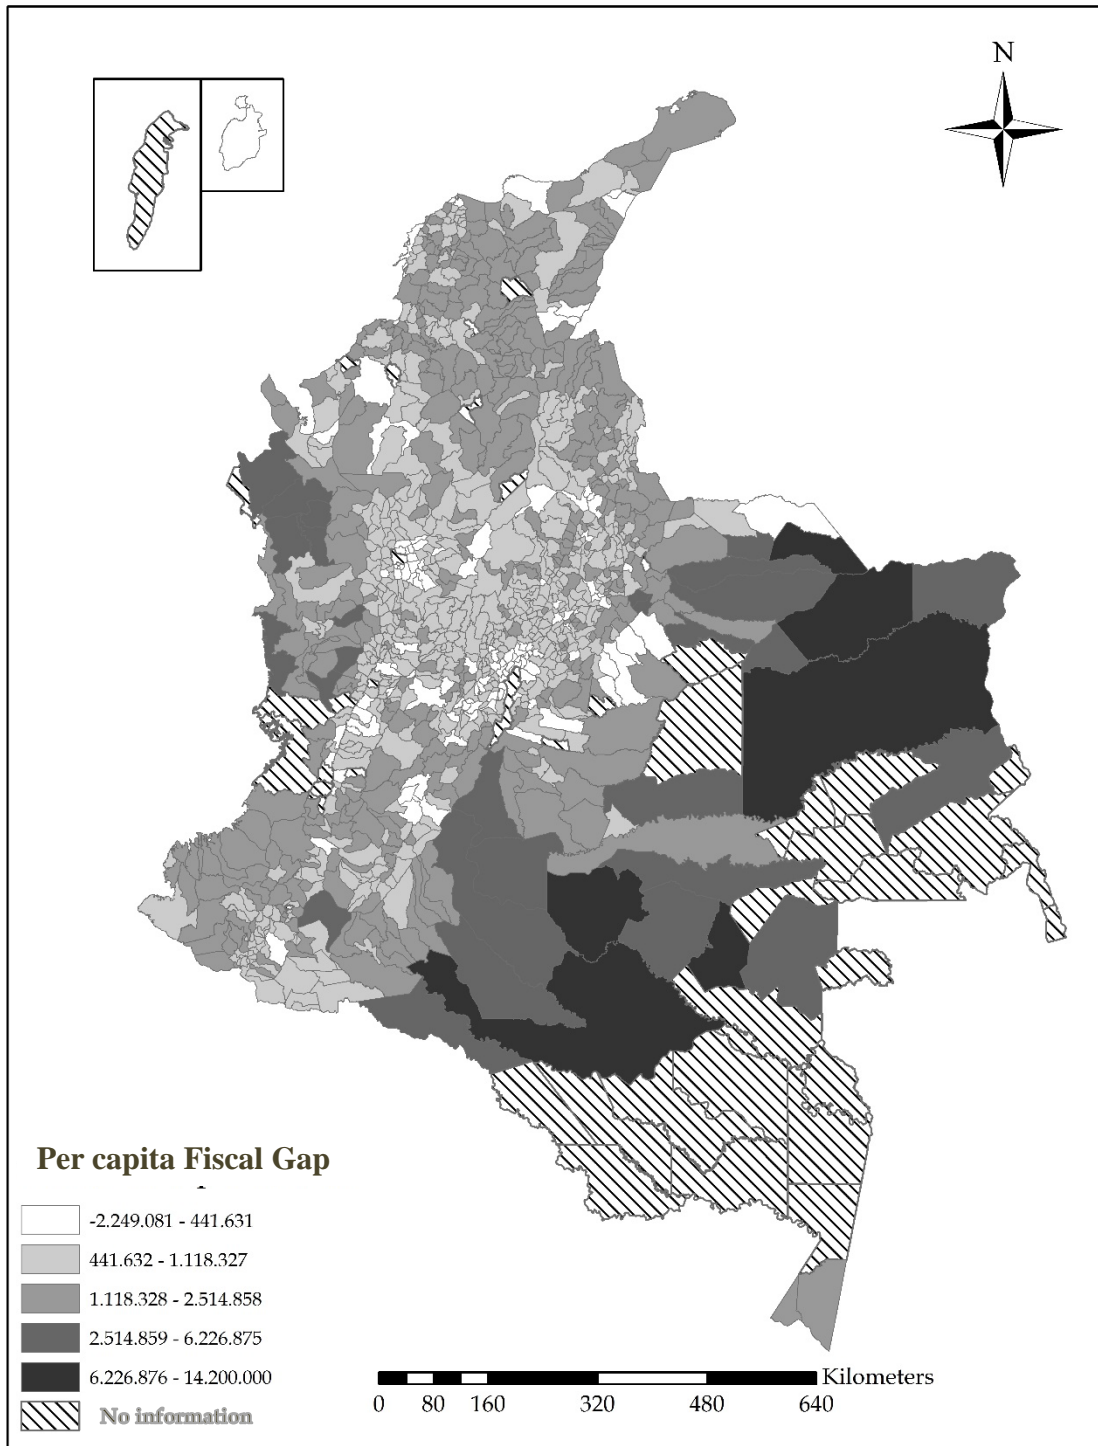 N
Per capita Fiscal Gap
-2.249.081 - 441.631
441.632 - 1.118.327
1.118.328 - 2.514.858
2.514.859 - 6.226.875
6.226.876 - 14.200.000
No information
Kilometers
0 80 160 320 480 640